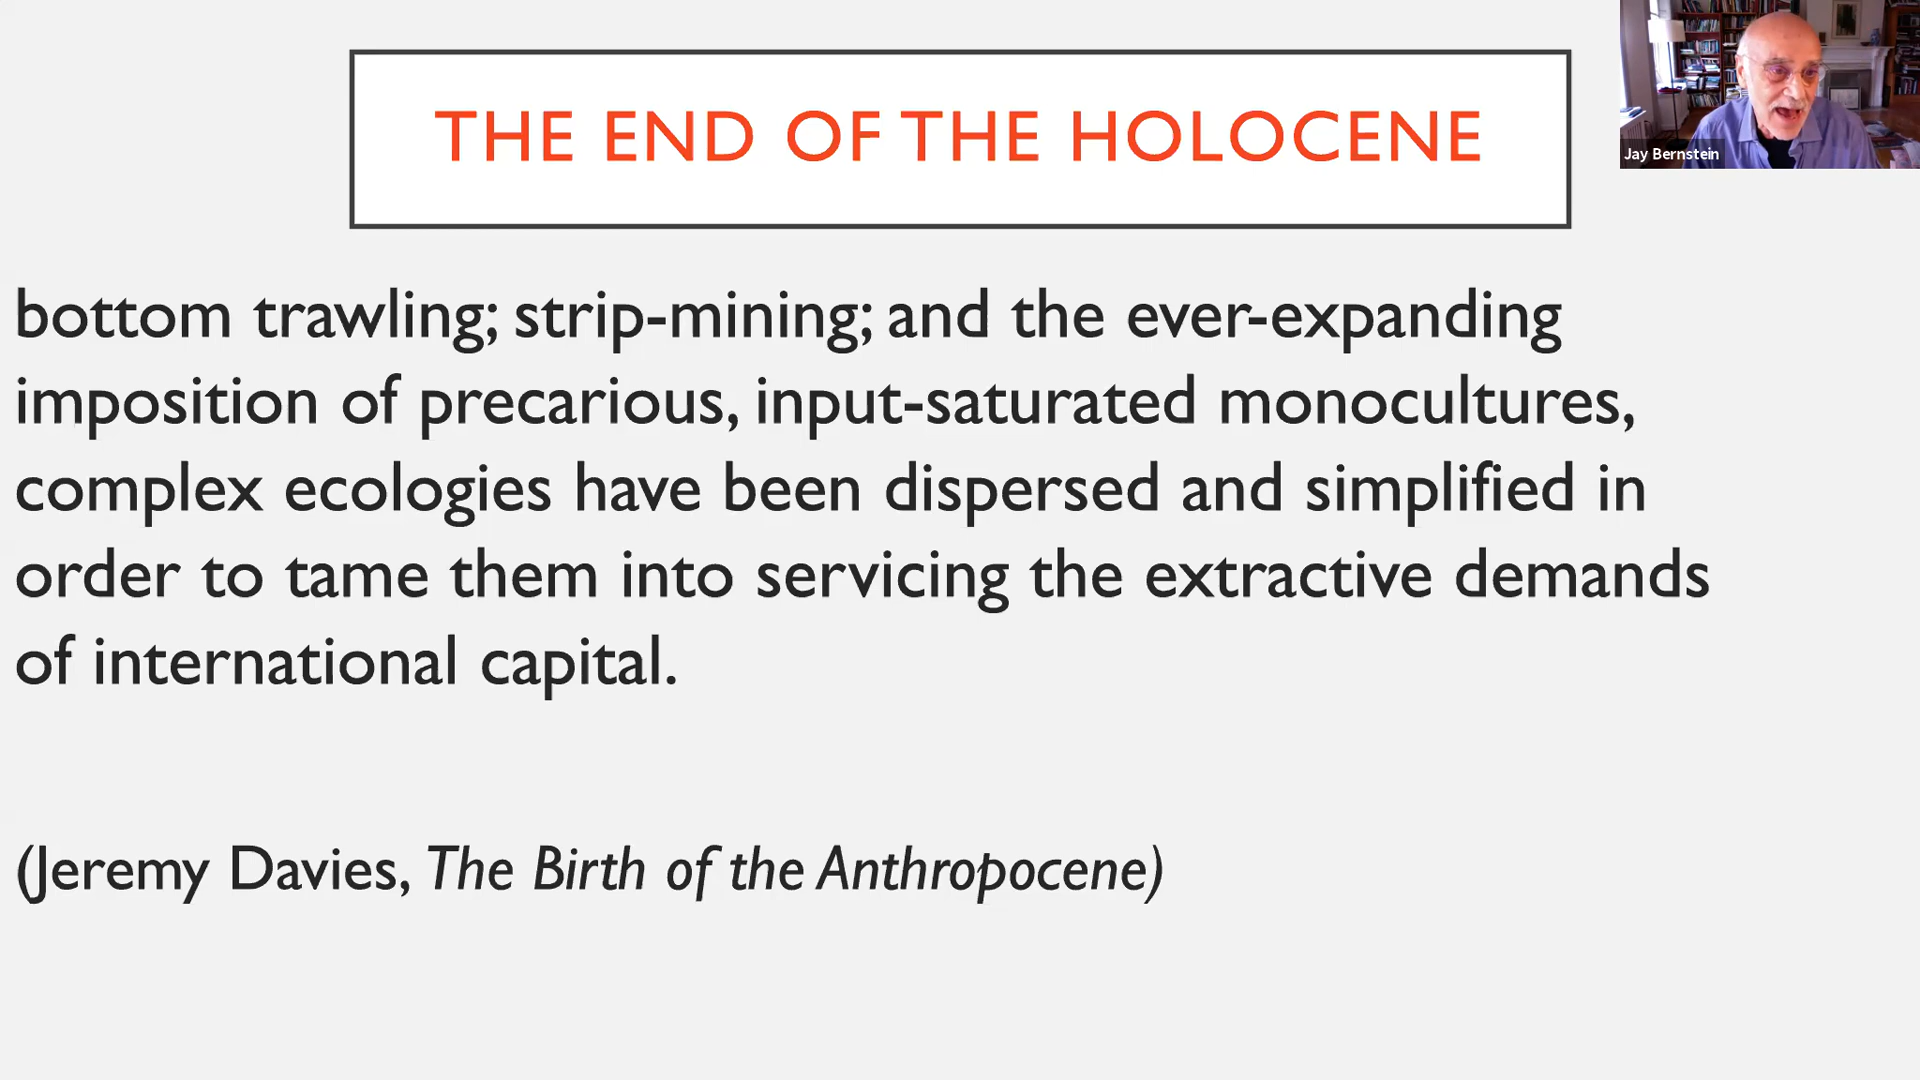 THE END OF THE HOLOCENE
Jay Bernstein
bottom trawling; strip-mining; and the ever-expanding
imposition of precarious, input-saturated monocultures,
complex ecologies have been dispersed and simplified in
order to tame them into servicing the extractive demands
of international capital.
(Jeremy Davies, The Birth of the Anthropocene)